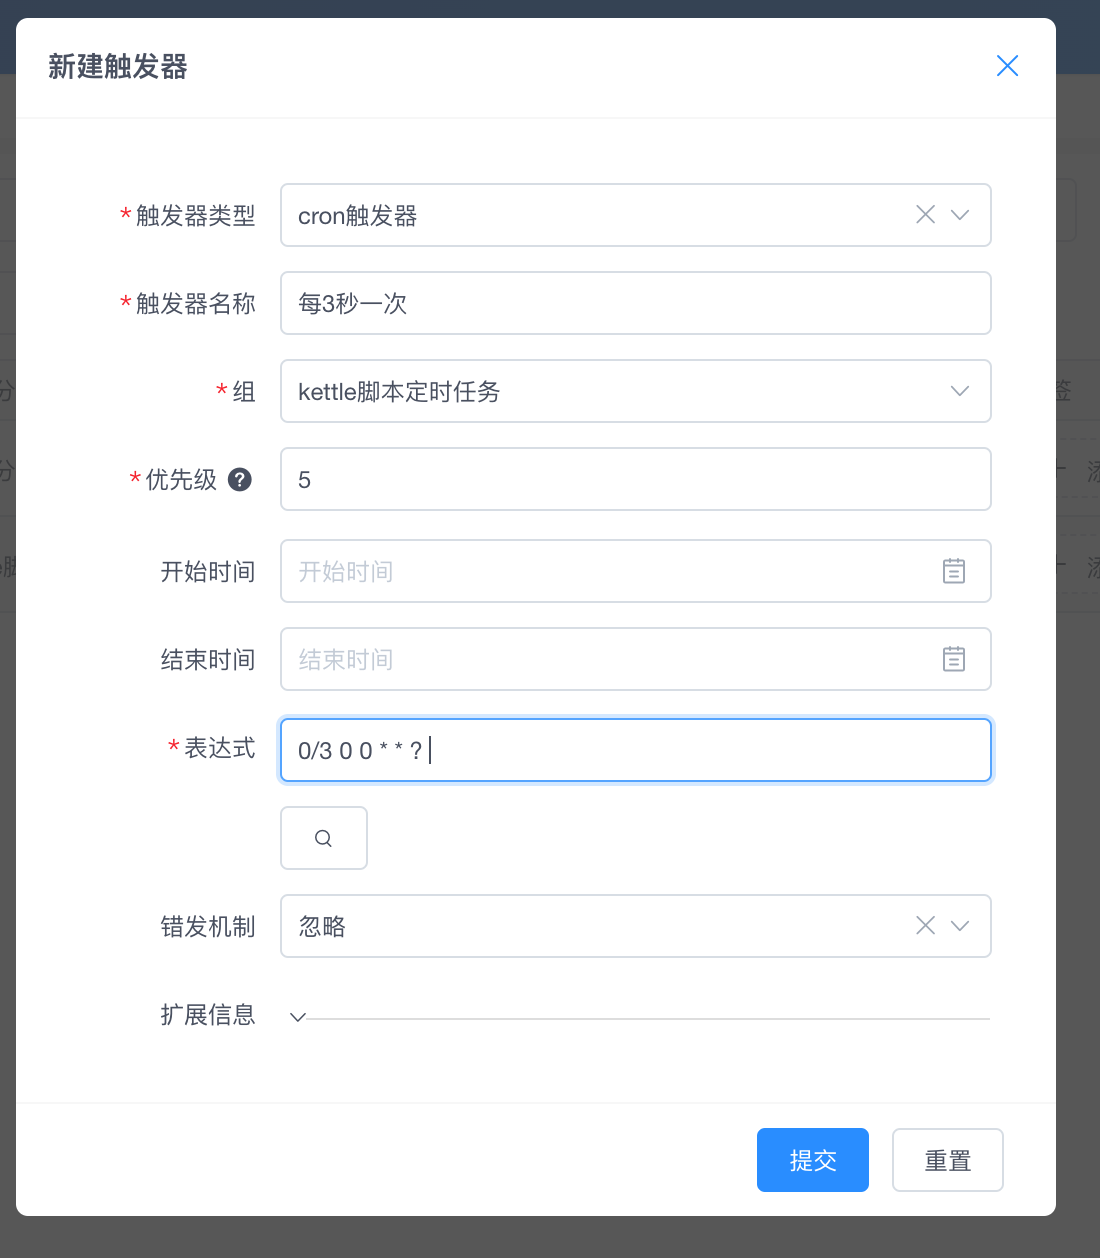 新建触发器
*触发器类型 cron触发器
*触发器名称 每3秒一次
*组 kettle脚本定时任务
*优先级 ? 5
开始时间 开始时间
结束时间 结束时间
*表达式 0/3 0 0 * * ?
错发机制 忽略
扩展信息
提交 重置
分
签
分